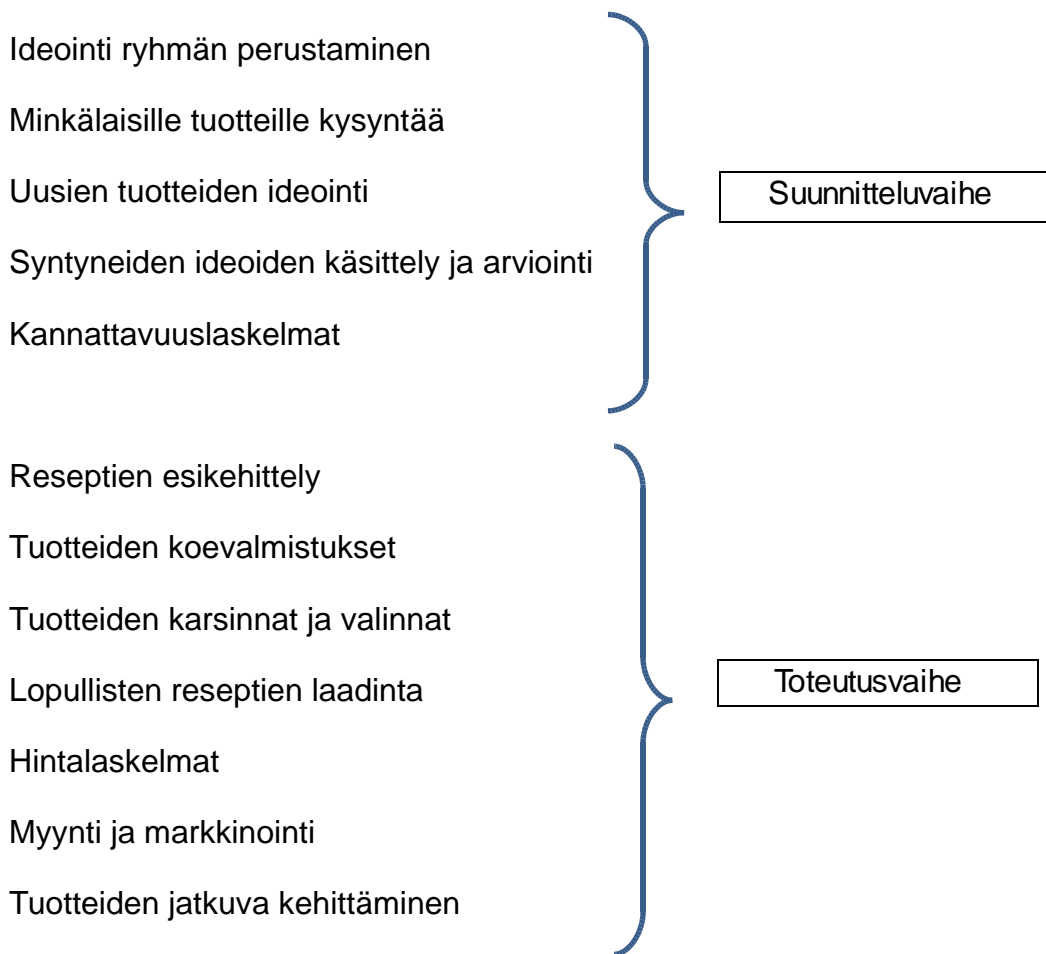 Ideointi ryhmän perustaminen
Minkälaisille tuotteille kysyntää
Uusien tuotteiden ideointi
Suunnitteluvaihe
Syntyneiden ideoiden käsittely ja arviointi
Kannattavuuslaskelmat
Reseptien esikehittely
Tuotteiden koevalmistukset
Tuotteiden karsinnat ja valinnat
Lopullisten reseptien laadinta
Toteutusvaihe
Hintalaskelmat
Myynti ja markkinointi
Tuotteiden jatkuva kehittäminen